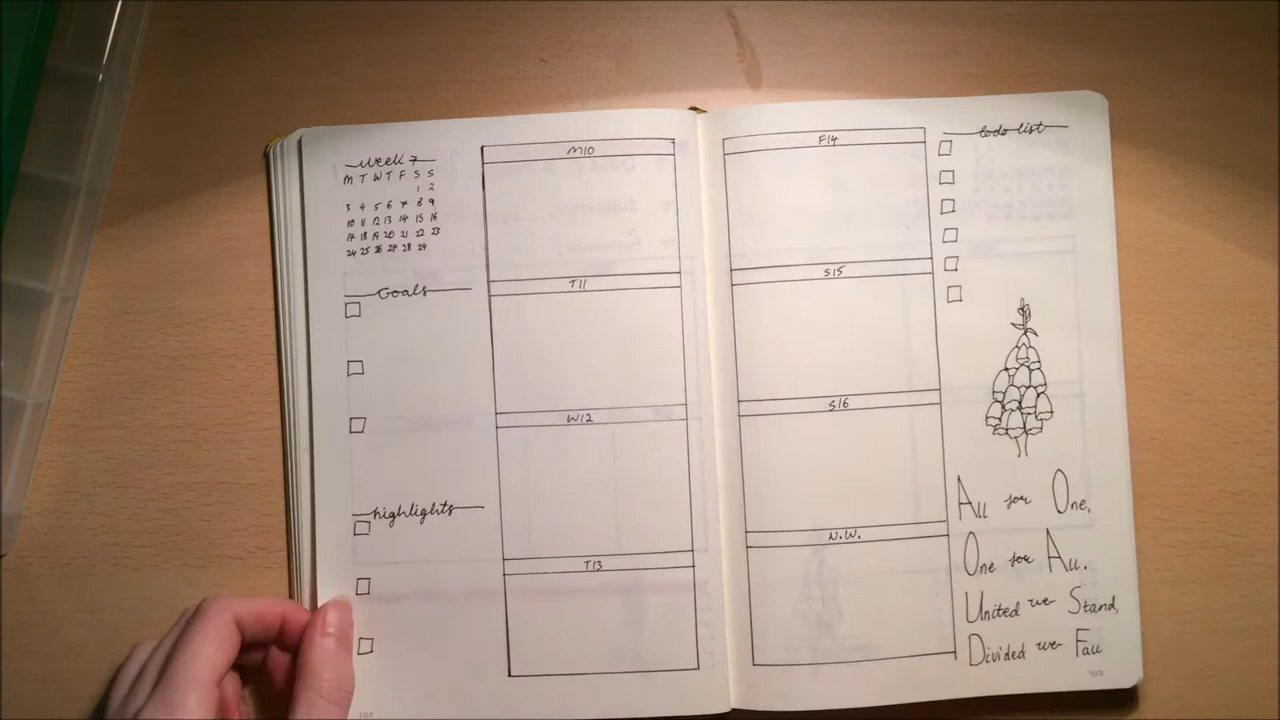 week 7
M T W T F S S
1 2
3 4 5 6 7 8 9
10 11 12 13 14 15 16
17 18 19 20 21 22 23
24 25 26 27 28 29
Goals
highlights
102
M10
T11
W12
T13
F14
S15
S16
N.W.
todo list
All for One,
One for All.
United we Stand,
Divided we Fall
103